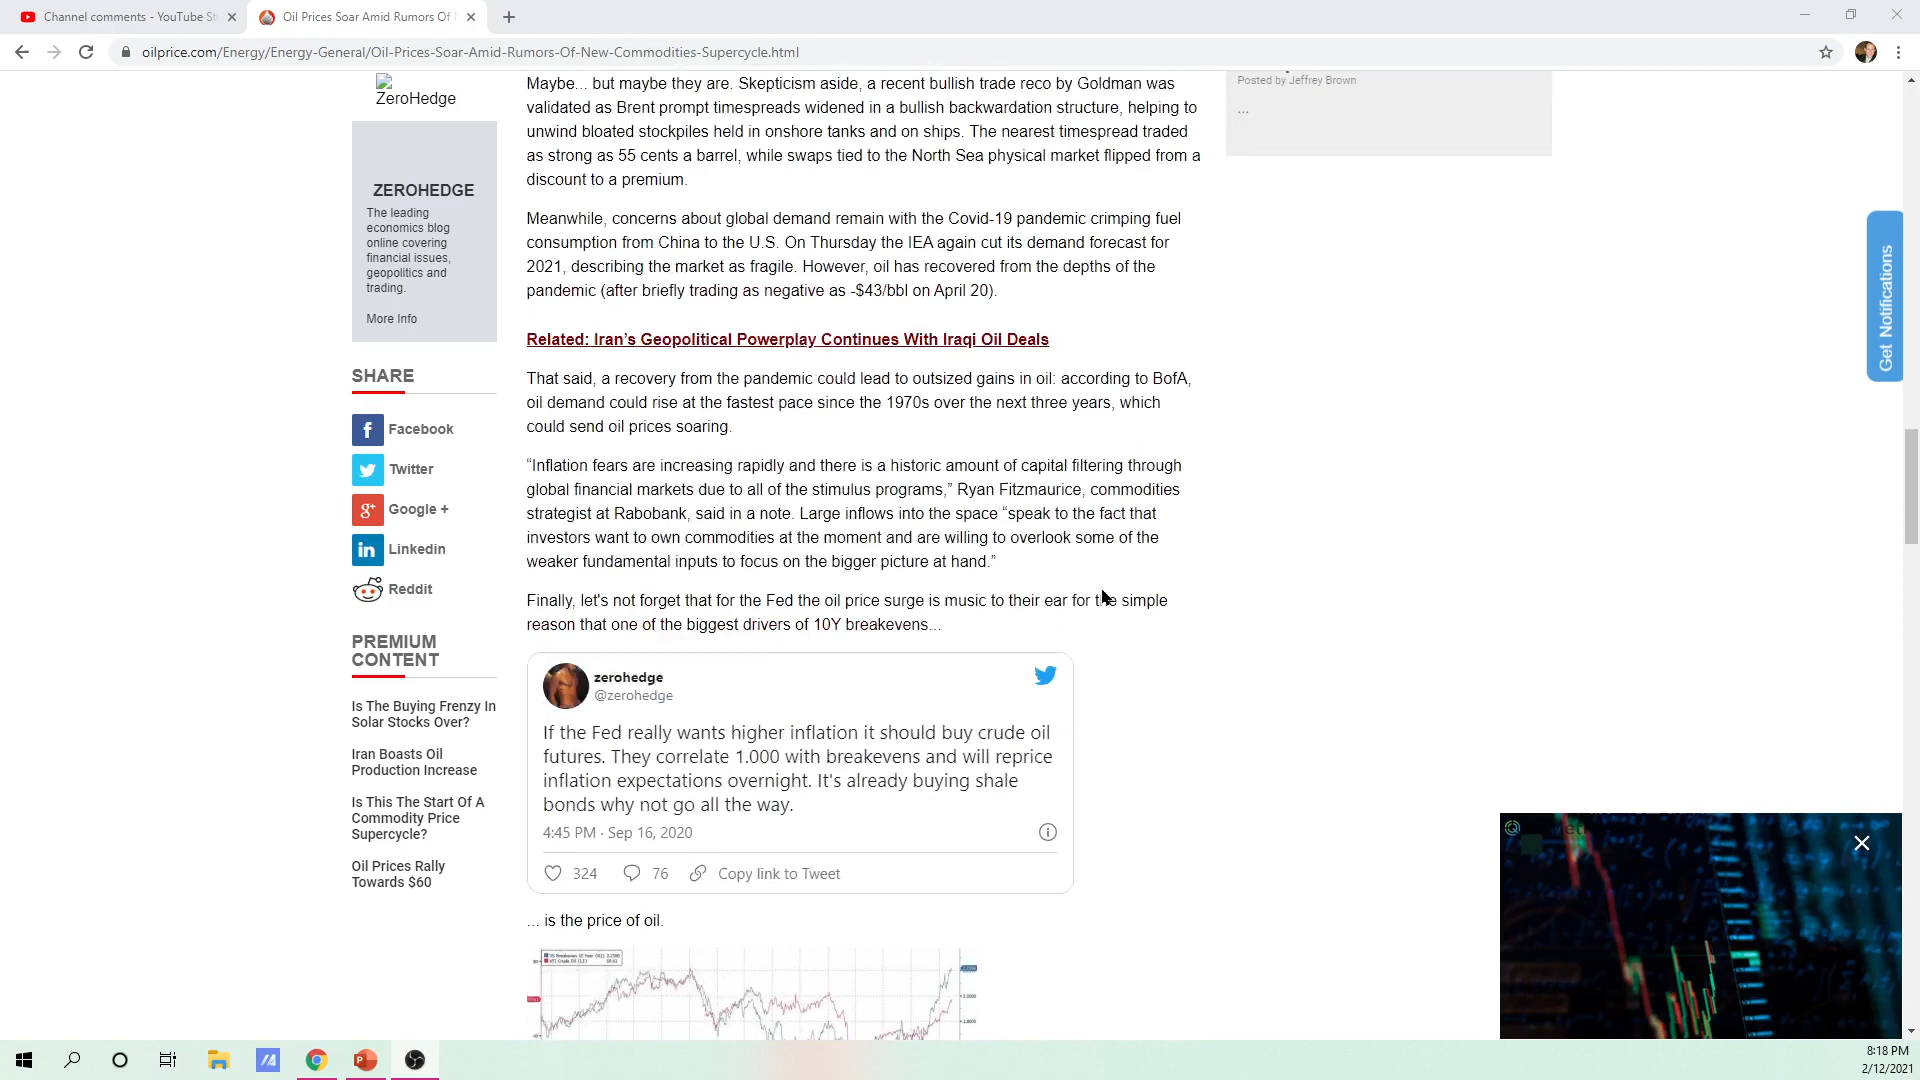 Channel comments - YouTube St
Oil Prices Soar Amid Rumors Of
oilprice.com/Energy/Energy-General/Oil-Prices-Soar-Amid-Rumors-Of-New-Commodities-Supercycle.html
ZeroHedge
ZEROHEDGE
The leading
economics blog
online covering
financial issues,
geopolitics and
trading.
More Info
SHARE
Facebook
Twitter
Google +
Linkedin
Reddit
PREMIUM
CONTENT
Is The Buying Frenzy In
Solar Stocks Over?
Iran Boasts Oil
Production Increase
Is This The Start Of A
Commodity Price
Supercycle?
Oil Prices Rally
Towards $60
Maybe... but maybe they are. Skepticism aside, a recent bullish trade reco by Goldman was
validated as Brent prompt timespreads widened in a bullish backwardation structure, helping to
unwind bloated stockpiles held in onshore tanks and on ships. The nearest timespread traded
as strong as 55 cents a barrel, while swaps tied to the North Sea physical market flipped from a
discount to a premium.
Meanwhile, concerns about global demand remain with the Covid-19 pandemic crimping fuel
consumption from China to the U.S. On Thursday the IEA again cut its demand forecast for
2021, describing the market as fragile. However, oil has recovered from the depths of the
pandemic (after briefly trading as negative as -$43/bbl on April 20).
Related: Iran’s Geopolitical Powerplay Continues With Iraqi Oil Deals
That said, a recovery from the pandemic could lead to outsized gains in oil: according to BofA,
oil demand could rise at the fastest pace since the 1970s over the next three years, which
could send oil prices soaring.
“Inflation fears are increasing rapidly and there is a historic amount of capital filtering through
global financial markets due to all of the stimulus programs,” Ryan Fitzmaurice, commodities
strategist at Rabobank, said in a note. Large inflows into the space “speak to the fact that
investors want to own commodities at the moment and are willing to overlook some of the
weaker fundamental inputs to focus on the bigger picture at hand.”
Finally, let's not forget that for the Fed the oil price surge is music to their ear for the simple
reason that one of the biggest drivers of 10Y breakevens...
zerohedge
@zerohedge
If the Fed really wants higher inflation it should buy crude oil
futures. They correlate 1.000 with breakevens and will reprice
inflation expectations overnight. It's already buying shale
bonds why not go all the way.
4:45 PM · Sep 16, 2020
324 76 Copy link to Tweet
... is the price of oil.
Posted by Jeffrey Brown
...
Get Notifications
8:18 PM
2/12/2021